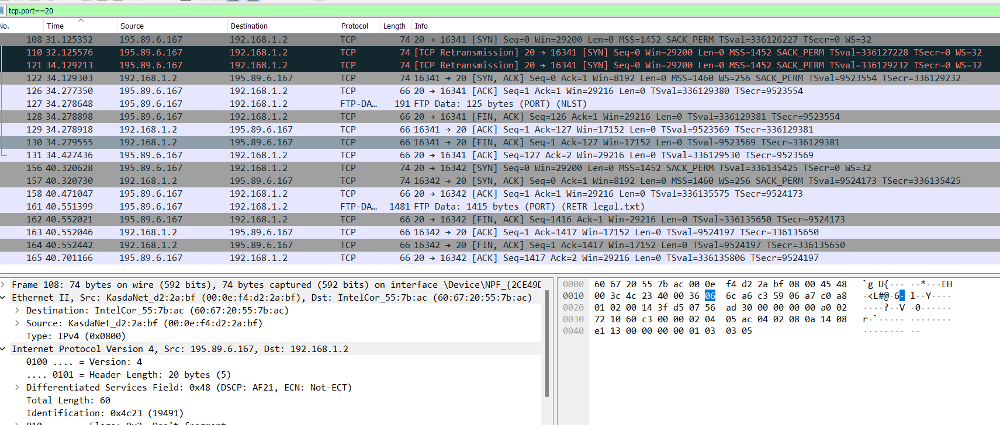 tcp.port==20
No. Time Source Destination Protocol Length Info
108 31.125352 195.89.6.167 192.168.1.2 TCP 74 20 → 16341 [SYN] Seq=0 Win=29200 Len=0 MSS=1452 SACK_PERM TSval=336126227 TSecr=0 WS=32
110 32.125576 195.89.6.167 192.168.1.2 TCP 74 [TCP Retransmission] 20 → 16341 [SYN] Seq=0 Win=29200 Len=0 MSS=1452 SACK_PERM TSval=336127228 TSecr=0 WS=32
121 34.129213 195.89.6.167 192.168.1.2 TCP 74 [TCP Retransmission] 20 → 16341 [SYN] Seq=0 Win=29200 Len=0 MSS=1452 SACK_PERM TSval=336129232 TSecr=0 WS=32
122 34.129303 192.168.1.2 195.89.6.167 TCP 74 16341 → 20 [SYN, ACK] Seq=0 Ack=1 Win=8192 Len=0 MSS=1460 WS=256 SACK_PERM TSval=9523554 TSecr=336129232
126 34.277350 195.89.6.167 192.168.1.2 TCP 66 20 → 16341 [ACK] Seq=1 Ack=1 Win=29216 Len=0 TSval=336129380 TSecr=9523554
127 34.278648 195.89.6.167 192.168.1.2 FTP-DA… 191 FTP Data: 125 bytes (PORT) (NLST)
128 34.278898 195.89.6.167 192.168.1.2 TCP 66 20 → 16341 [FIN, ACK] Seq=126 Ack=1 Win=29216 Len=0 TSval=336129381 TSecr=9523554
129 34.278918 192.168.1.2 195.89.6.167 TCP 66 16341 → 20 [ACK] Seq=1 Ack=127 Win=17152 Len=0 TSval=9523569 TSecr=336129381
130 34.279555 192.168.1.2 195.89.6.167 TCP 66 16341 → 20 [FIN, ACK] Seq=1 Ack=127 Win=17152 Len=0 TSval=9523569 TSecr=336129381
131 34.427436 195.89.6.167 192.168.1.2 TCP 66 20 → 16341 [ACK] Seq=127 Ack=2 Win=29216 Len=0 TSval=336129530 TSecr=9523569
156 40.320628 195.89.6.167 192.168.1.2 TCP 74 20 → 16342 [SYN] Seq=0 Win=29200 Len=0 MSS=1452 SACK_PERM TSval=336135425 TSecr=0 WS=32
157 40.320730 192.168.1.2 195.89.6.167 TCP 74 16342 → 20 [SYN, ACK] Seq=0 Ack=1 Win=8192 Len=0 MSS=1460 WS=256 SACK_PERM TSval=9524173 TSecr=336135425
158 40.471047 195.89.6.167 192.168.1.2 TCP 66 20 → 16342 [ACK] Seq=1 Ack=1 Win=29216 Len=0 TSval=336135575 TSecr=9524173
161 40.551399 195.89.6.167 192.168.1.2 FTP-DA… 1481 FTP Data: 1415 bytes (PORT) (RETR legal.txt)
162 40.552021 195.89.6.167 192.168.1.2 TCP 66 20 → 16342 [FIN, ACK] Seq=1416 Ack=1 Win=29216 Len=0 TSval=336135650 TSecr=9524173
163 40.552046 192.168.1.2 195.89.6.167 TCP 66 16342 → 20 [ACK] Seq=1 Ack=1417 Win=17152 Len=0 TSval=9524197 TSecr=336135650
164 40.552442 192.168.1.2 195.89.6.167 TCP 66 16342 → 20 [FIN, ACK] Seq=1 Ack=1417 Win=17152 Len=0 TSval=9524197 TSecr=336135650
165 40.701166 195.89.6.167 192.168.1.2 TCP 66 20 → 16342 [ACK] Seq=1417 Ack=2 Win=29216 Len=0 TSval=336135806 TSecr=9524197
Frame 108: 74 bytes on wire (592 bits), 74 bytes captured (592 bits) on interface \Device\NPF_{2CE49D
Ethernet II, Src: KasdaNet_d2:2a:bf (00:0e:f4:d2:2a:bf), Dst: IntelCor_55:7b:ac (60:67:20:55:7b:ac)
Destination: IntelCor_55:7b:ac (60:67:20:55:7b:ac)
Source: KasdaNet_d2:2a:bf (00:0e:f4:d2:2a:bf)
Type: IPv4 (0x0800)
Internet Protocol Version 4, Src: 195.89.6.167, Dst: 192.168.1.2
0100 .... = Version: 4
.... 0101 = Header Length: 20 bytes (5)
Differentiated Services Field: 0x48 (DSCP: AF21, ECN: Not-ECT)
Total Length: 60
Identification: 0x4c23 (19491)
0000 60 67 20 55 7b ac 00 0e f4 d2 2a bf 08 00 45 48 `g U{··· ··*···EH
0010 00 3c 4c 23 40 00 36 06 6c a6 c3 59 06 a7 c0 a8 ·<L#@·6· l··Y····
0020 01 02 00 14 3f d5 07 56 ad 30 00 00 00 00 a0 02 ····?··V ·0······
0030 72 10 60 c3 00 00 02 04 05 ac 04 02 08 0a 14 08 r·`····· ········
0040 e1 13 00 00 00 00 01 03 03 05 ········ ··